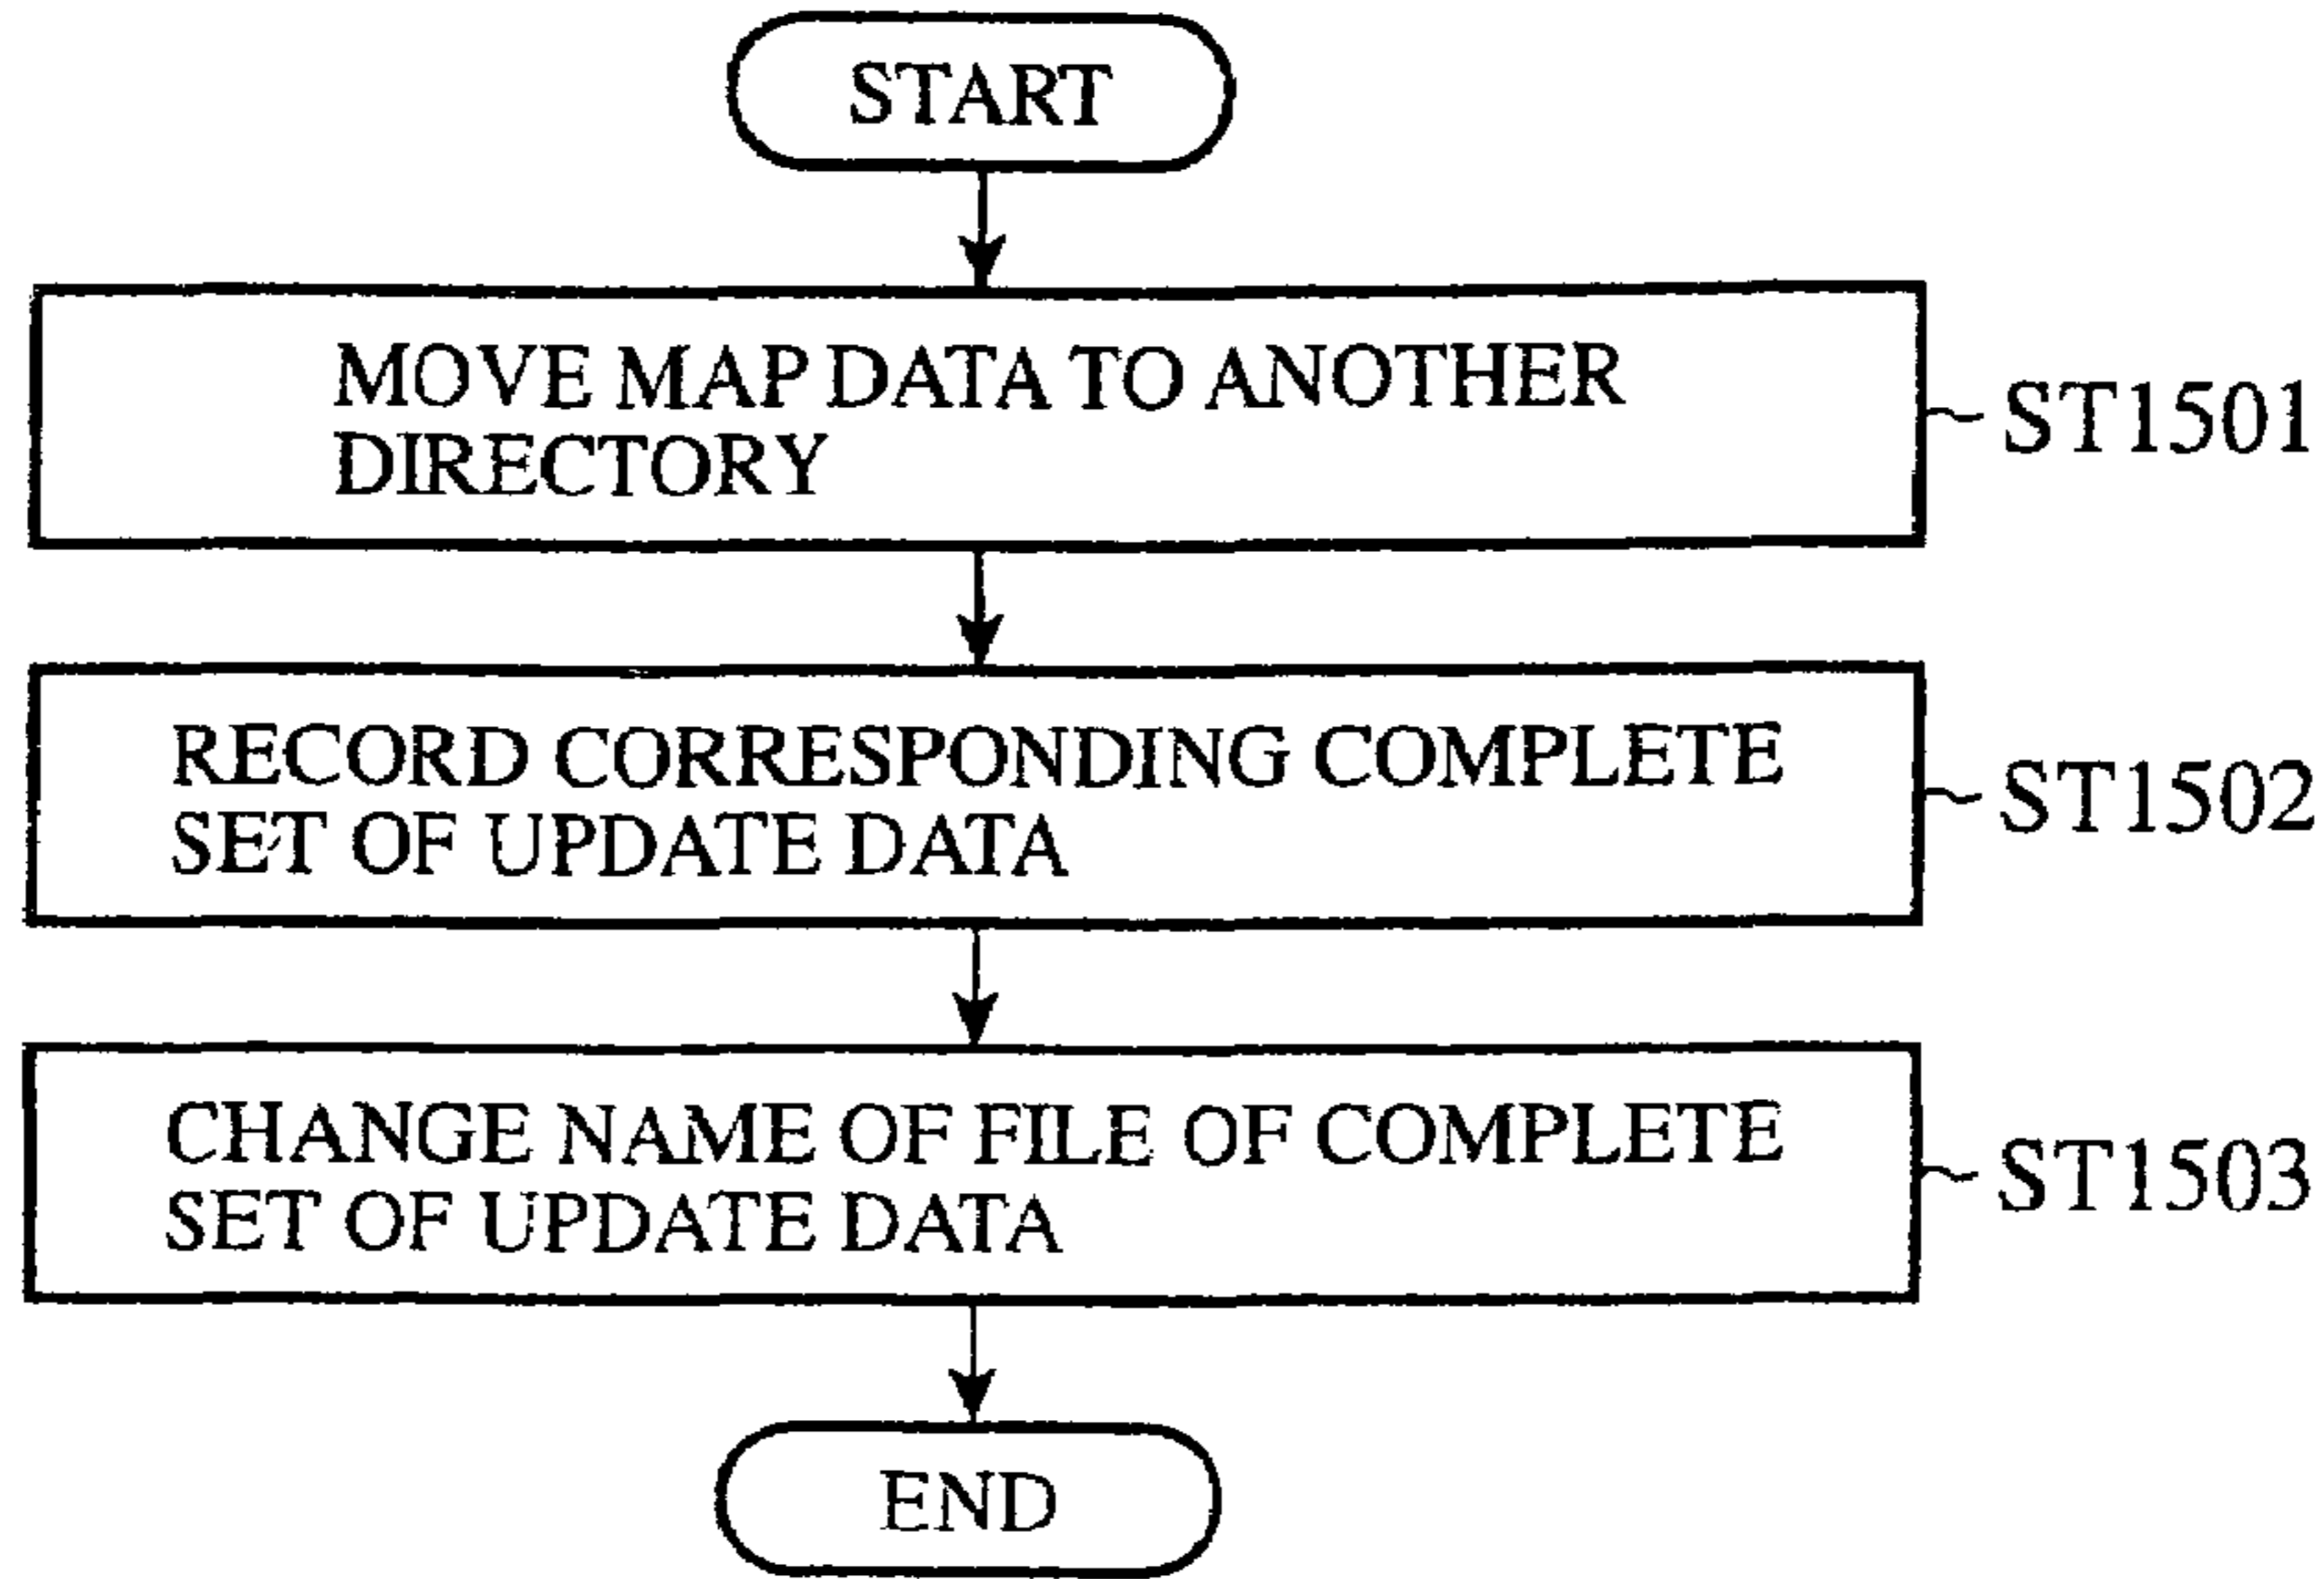 START
MOVE MAP DATA TO ANOTHER
DIRECTORY
ST1501
RECORD CORRESPONDING COMPLETE
SET OF UPDATE DATA
ST1502
CHANGE NAME OF FILE OF COMPLETE
SET OF UPDATE DATA
ST1503
END